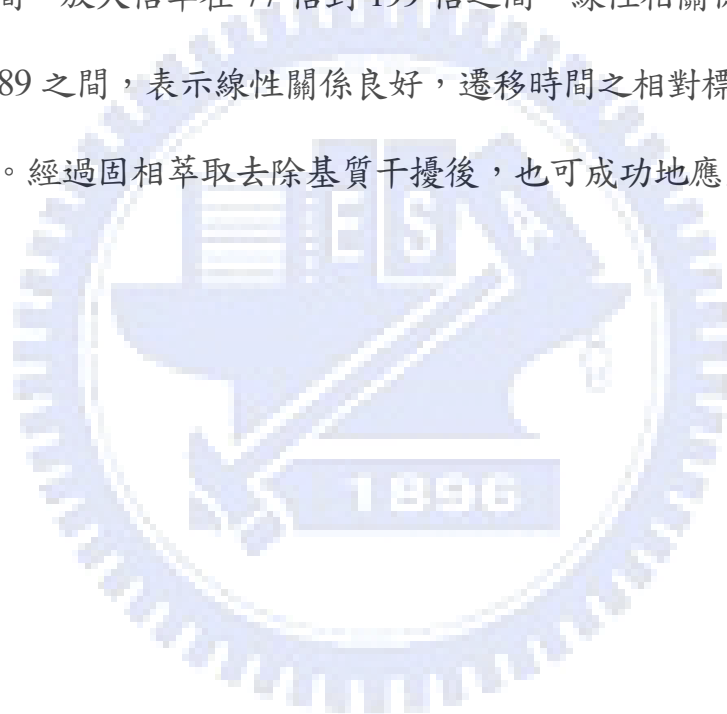 間，放大倍率在 77 倍到 193 倍之間，線性相關係
89 之間，表示線性關係良好，遷移時間之相對標
。經過固相萃取去除基質干擾後，也可成功地應
E S A
1896